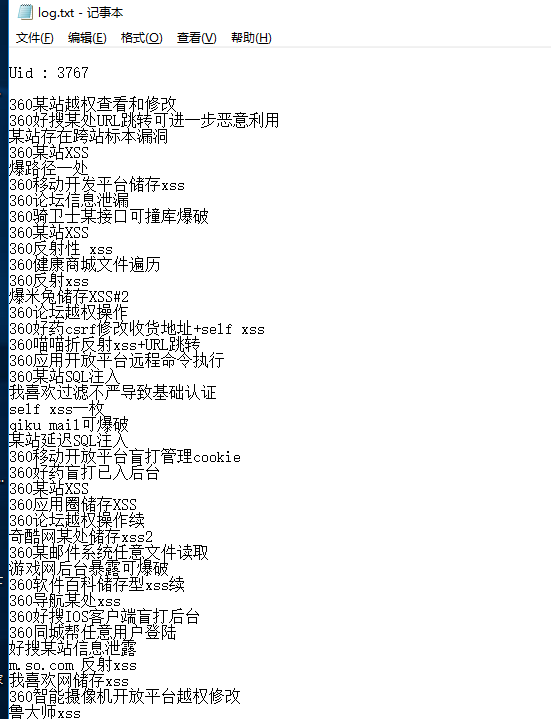 log.txt - 记事本
文件(F) 编辑(E) 格式(O) 查看(V) 帮助(H)
Uid : 3767
360某站越权查看和修改
360好搜某处URL跳转可进一步恶意利用
某站存在跨站标本漏洞
360某站XSS
爆路径一处
360移动开发平台储存xss
360论坛信息泄漏
360骑卫士某接口可撞库爆破
360某站XSS
360反射性 xss
360健康商城文件遍历
360反射xss
爆米兔储存XSS#2
360论坛越权操作
360好药csrf修改收货地址+self xss
360喵喵折反射xss+URL跳转
360应用开放平台远程命令执行
360某站SQL注入
我喜欢过滤不严导致基础认证
self xss一枚
qiku mail可爆破
某站延迟SQL注入
360移动开放平台盲打管理cookie
360好药盲打已入后台
360某站XSS
360应用圈储存XSS
360论坛越权操作续
奇酷网某处储存xss2
360某邮件系统任意文件读取
游戏网后台暴露可爆破
360软件百科储存型xss续
360导航某处xss
360好搜IOS客户端盲打后台
360同城帮任意用户登陆
好搜某站信息泄露
m.so.com 反射xss
我喜欢网储存xss
360智能摄像机开放平台越权修改
鲁大师xss